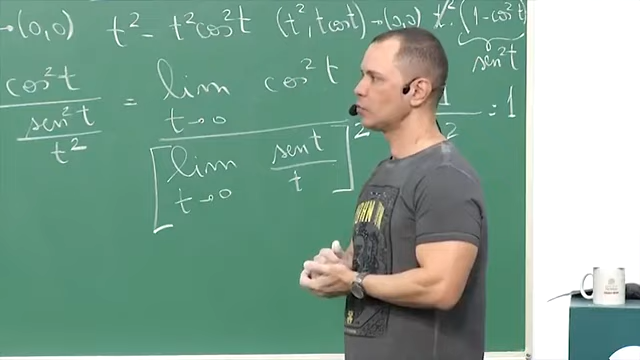 →(0,0) t² - t²cos²t (t², t cos t)→(0,0) t². (1-cos²t)
sen²t
cos²t = lim cos²t 1 = 1
t→0
sen²t
t²
[ lim sen t ]²
t→0 t